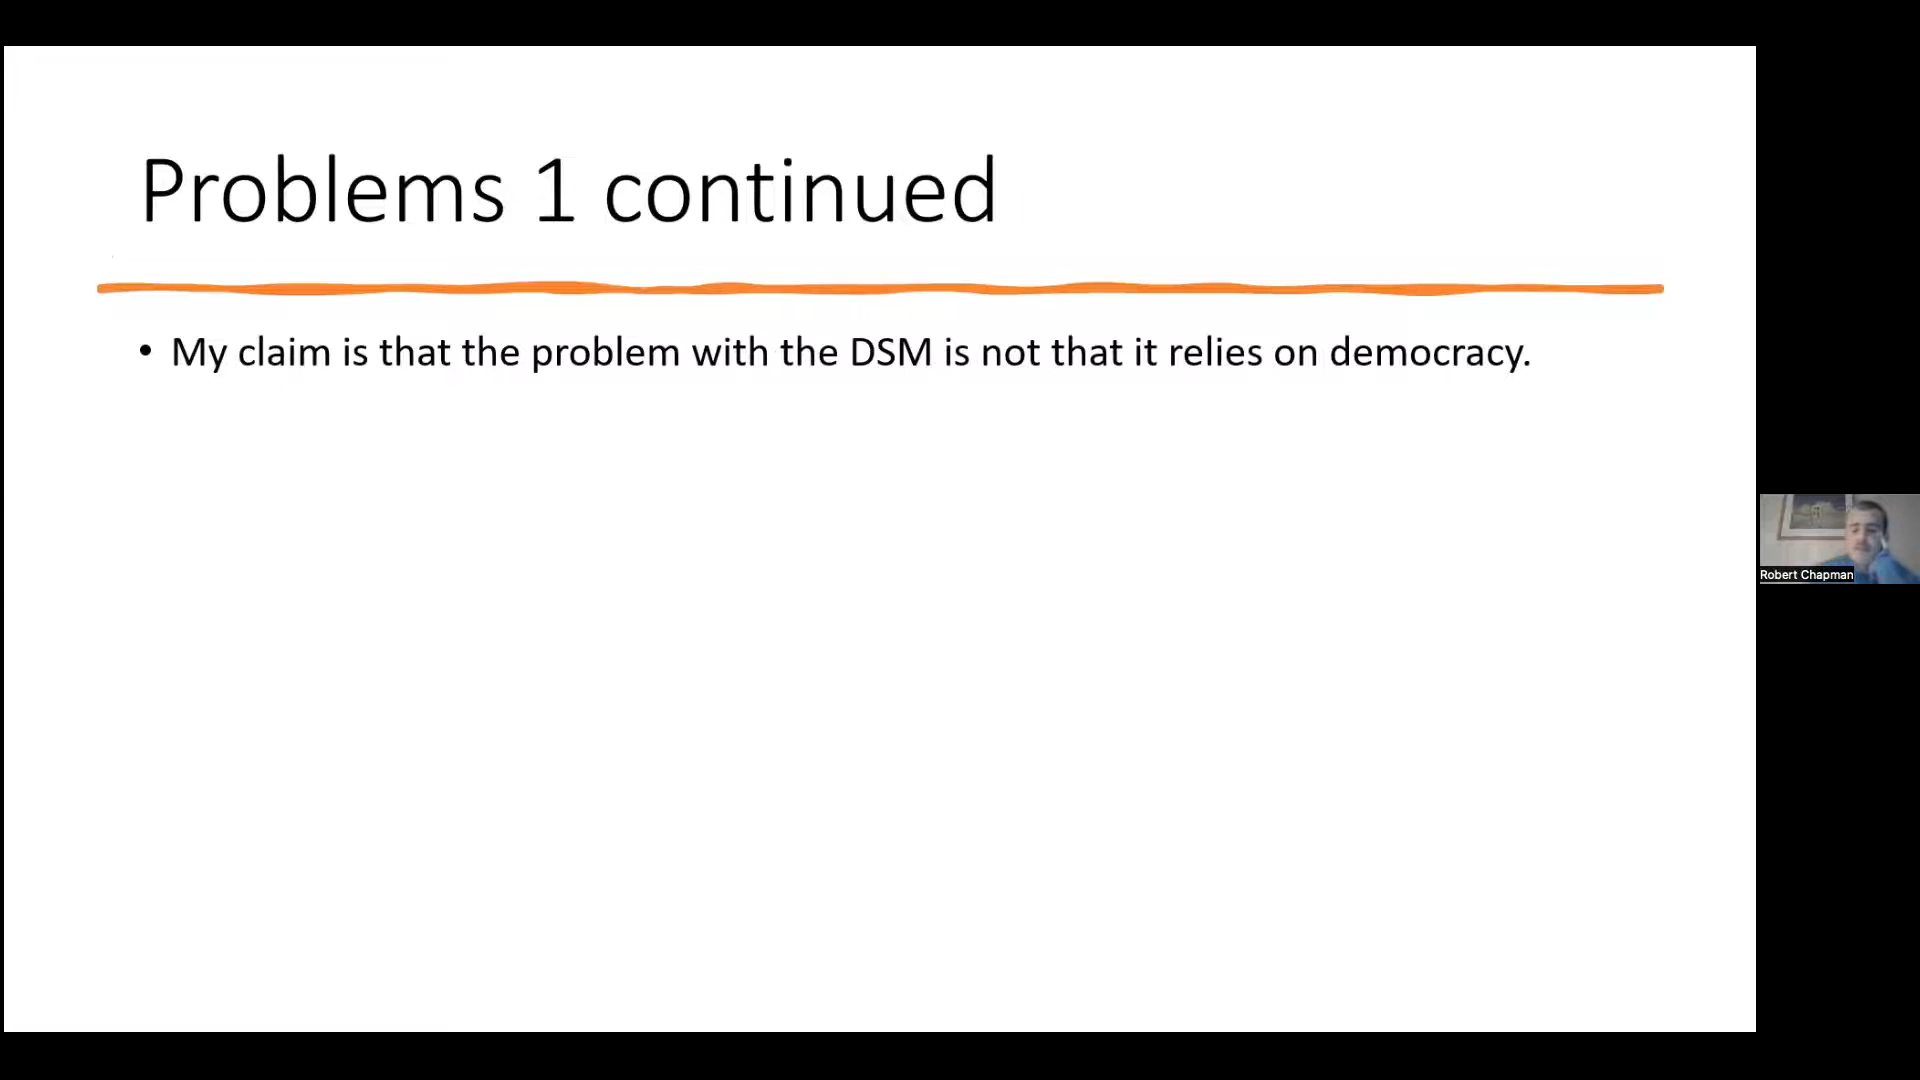 Problems 1 continued
• My claim is that the problem with the DSM is not that it relies on democracy.
Robert Chapman